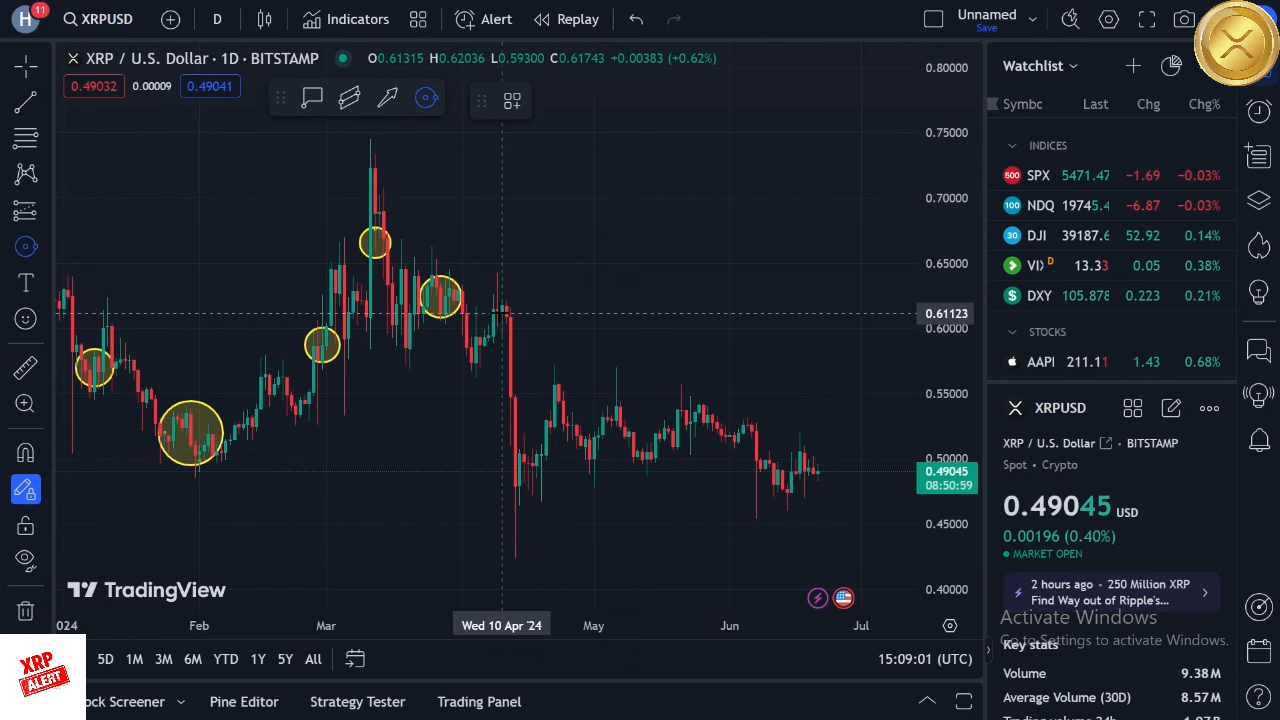 H 11 XRPUSD D Indicators Alert Replay Unnamed
Save
XRP / U.S. Dollar · 1D · BITSTAMP O0.61315 H0.62036 L0.59300 C0.61743 +0.00383 (+0.62%)
0.49032 0.00009 0.49041
0.80000
0.75000
0.70000
0.65000
0.61123
0.60000
0.55000
0.50000
0.49045
08:50:59
0.45000
0.40000
TradingView
024 Feb Mar Wed 10 Apr '24 May Jun Jul
5D 1M 3M 6M YTD 1Y 5Y All 15:09:01 (UTC)
ock Screener Pine Editor Strategy Tester Trading Panel
XRP
ALERT
Watchlist
Symbc Last Chg Chg%
INDICES
500 SPX 5471.47 −1.69 −0.03%
100 NDQ 19745.4 −6.87 −0.03%
30 DJI 39187.6 52.92 0.14%
VIX D 13.33 0.05 0.38%
$ DXY 105.878 0.223 0.21%
STOCKS
AAPL 211.11 1.43 0.68%
XRPUSD
XRP / U.S. Dollar · BITSTAMP
Spot • Crypto
0.49045 USD
0.00196 (0.40%)
MARKET OPEN
2 hours ago · 250 Million XRP
Find Way out of Ripple's...
Activate Windows
Go to Settings to activate Windows.
Key stats
Volume 9.38 M
Average Volume (30D) 8.57 M